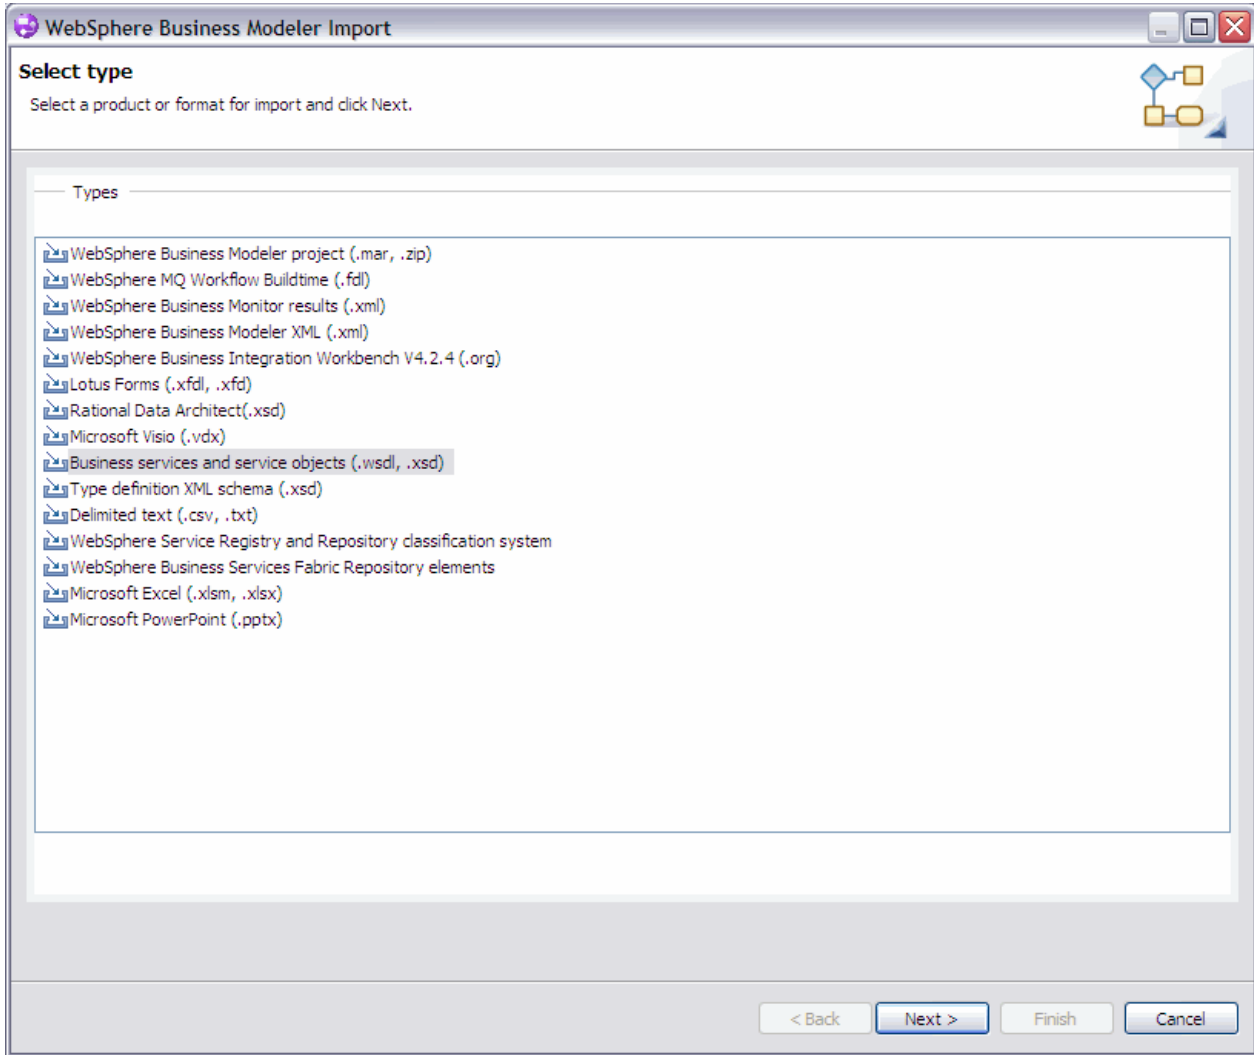 WebSphere Business Modeler Import
Select type
Select a product or format for import and click Next.
Types
WebSphere Business Modeler project (.mar, .zip)
WebSphere MQ Workflow Buildtime (.fdl)
WebSphere Business Monitor results (.xml)
WebSphere Business Modeler XML (.xml)
WebSphere Business Integration Workbench V4.2.4 (.org)
Lotus Forms (.xfdl, .xfd)
Rational Data Architect(.xsd)
Microsoft Visio (.vdx)
Business services and service objects (.wsdl, .xsd)
Type definition XML schema (.xsd)
Delimited text (.csv, .txt)
WebSphere Service Registry and Repository classification system
WebSphere Business Services Fabric Repository elements
Microsoft Excel (.xlsm, .xlsx)
Microsoft PowerPoint (.pptx)
< Back Next > Finish Cancel